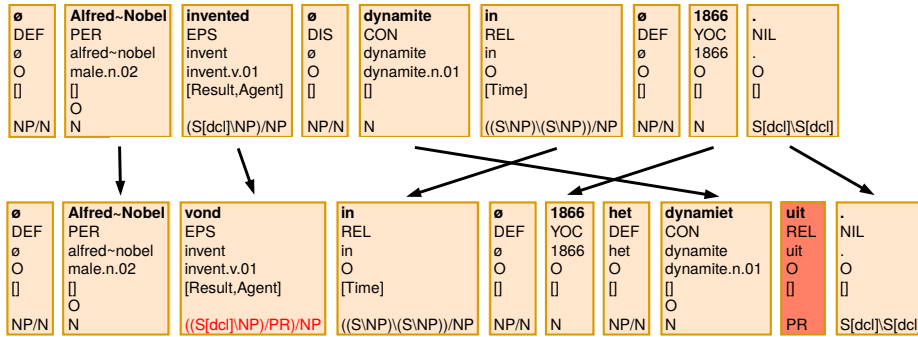 ø Alfred~Nobel invented ø dynamite in ø 1866 .
DEF PER EPS DIS CON REL DEF YOC NIL
ø alfred~nobel invent ø dynamite in ø 1866 .
O male.n.02 invent.v.01 O dynamite.n.01 O O O O
[] [] [Result,Agent] [] [] [Time] [] [] []
O
NP/N N (S[dcl]\NP)/NP NP/N N ((S\NP)\(S\NP))/NP NP/N N S[dcl]\S[dcl]
ø Alfred~Nobel vond in ø 1866 het dynamiet uit .
DEF PER EPS REL DEF YOC DEF CON REL NIL
ø alfred~nobel invent in ø 1866 het dynamite uit .
O male.n.02 invent.v.01 O O O O dynamite.n.01 O O
[] [] [Result,Agent] [Time] [] [] [] [] [] []
O O
NP/N N ((S[dcl]\NP)/PR)/NP ((S\NP)\(S\NP))/NP NP/N N NP/N N PR S[dcl]\S[dcl